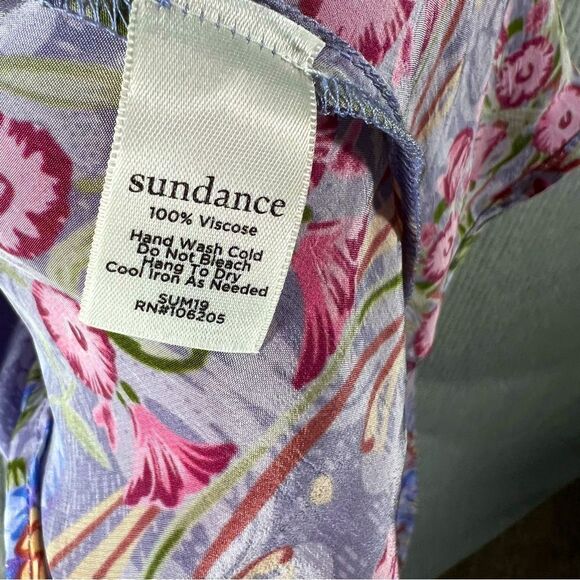 sundance
100% Viscose
Hand Wash Cold
Do Not Bleach
Hang To Dry
Cool Iron As Needed
SUM19
RN#106205